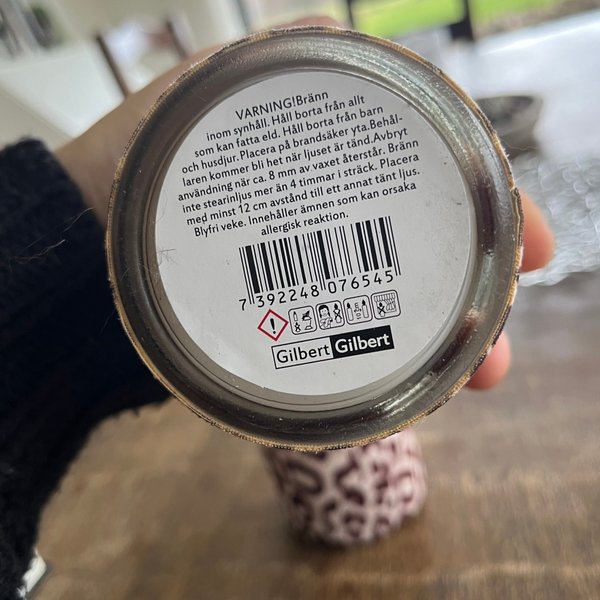 VARNING!Bränn
inom synhåll. Håll borta från allt
som kan fatta eld. Håll borta från barn
och husdjur. Placera på brandsäker yta.Behål-
laren kommer bli het när ljuset är tänd.Avbryt
användning när ca. 8 mm av vaxet återstår. Bränn
inte stearinljus mer än 4 timmar i sträck. Placera
med minst 12 cm avstånd till ett annat tänt ljus.
Blyfri veke. Innehåller ämnen som kan orsaka
allergisk reaktion.
7 392248 076545
Gilbert Gilbert